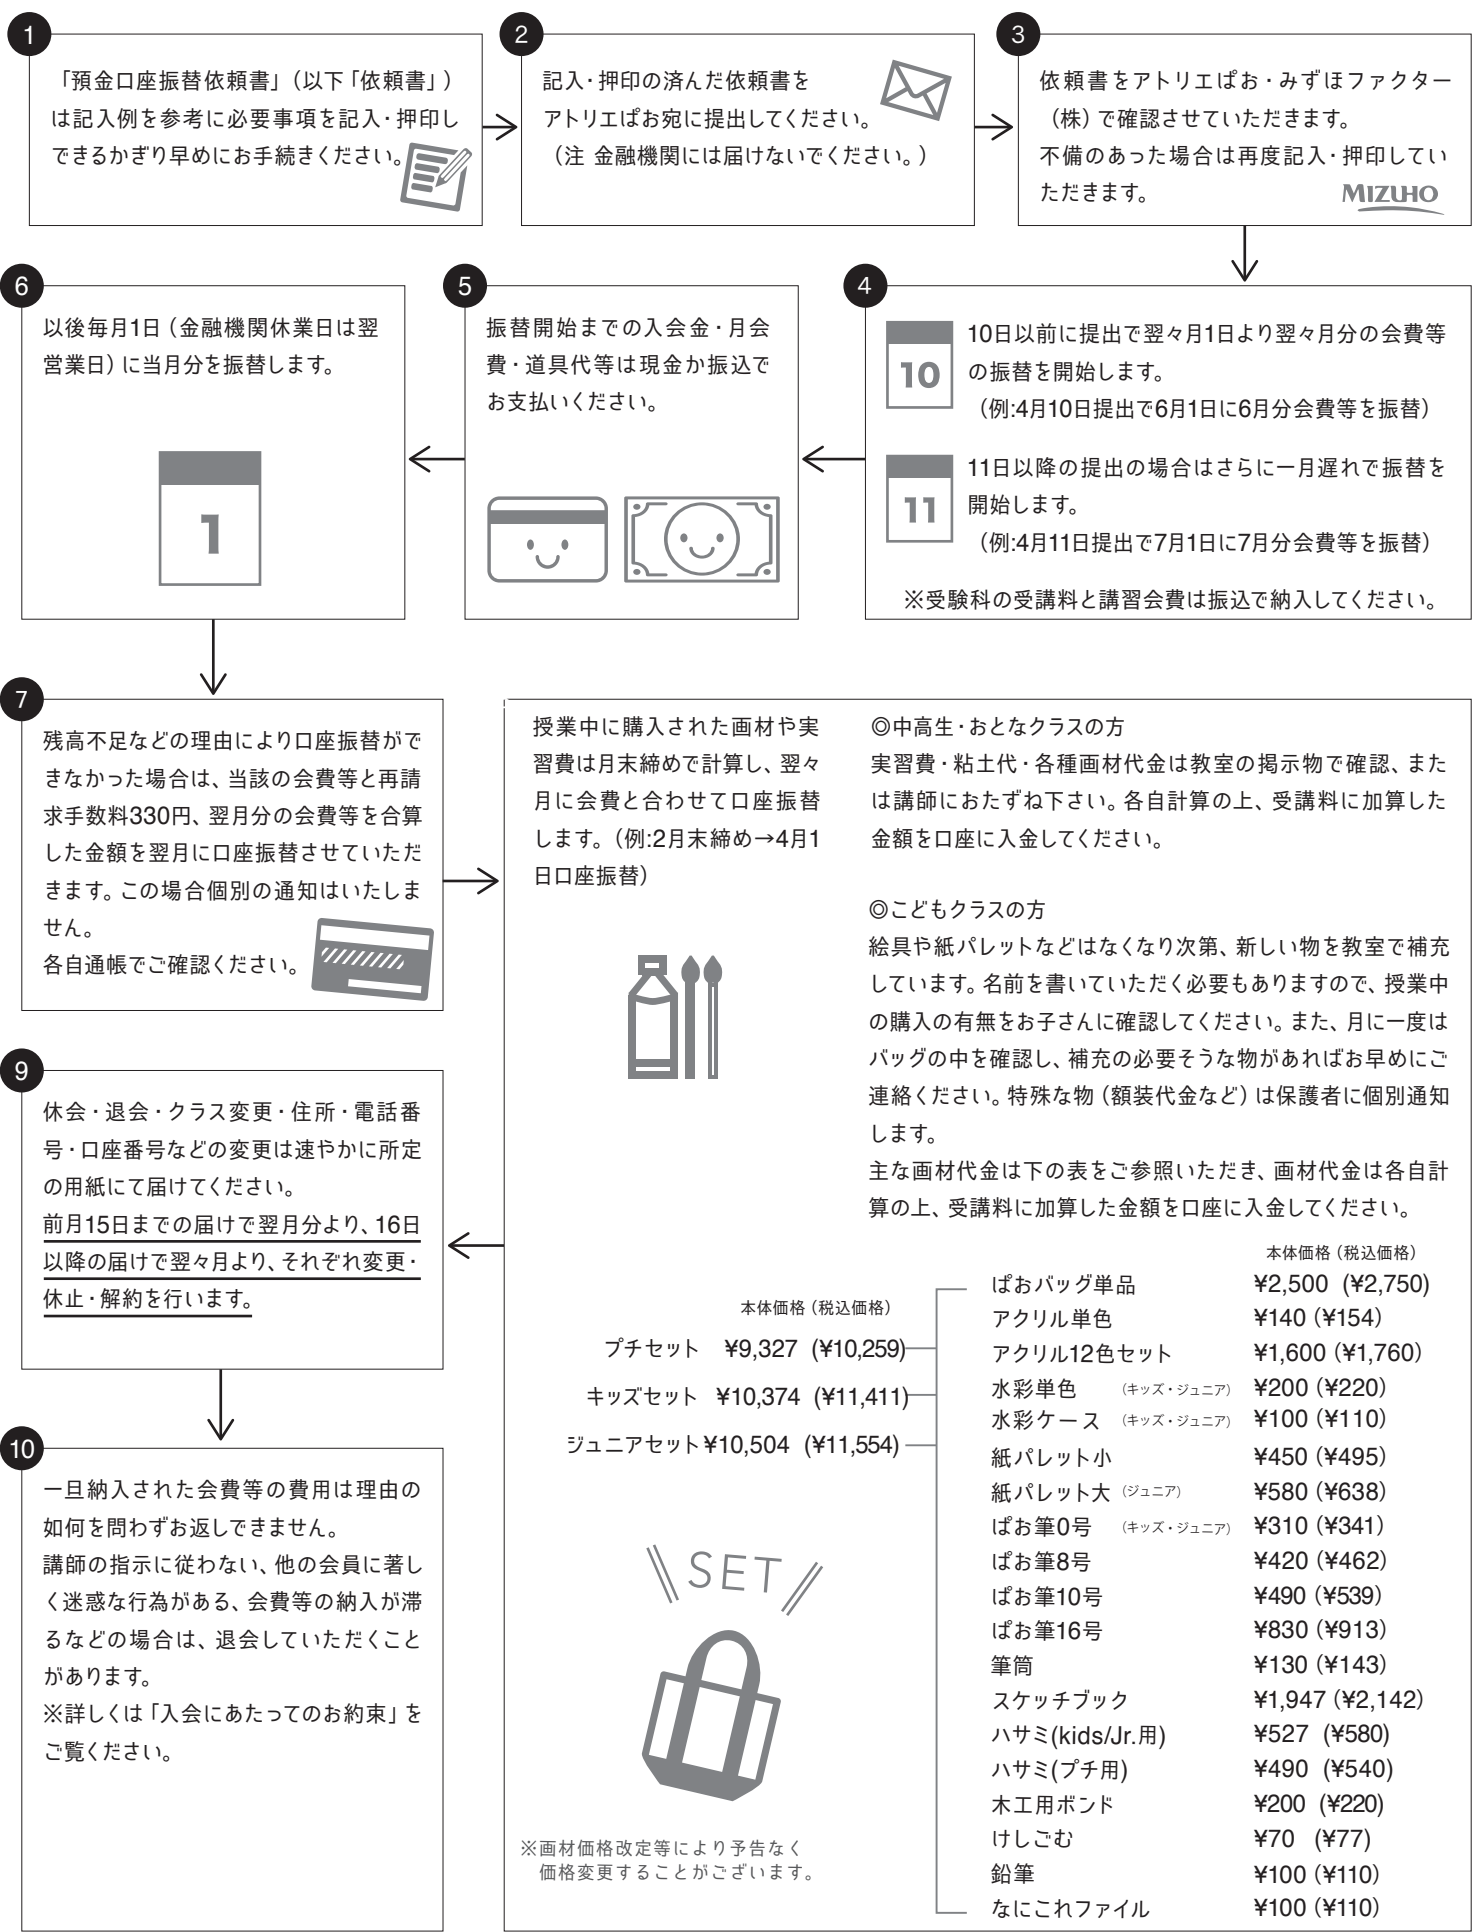 1
「預金口座振替依頼書」（以下「依頼書」）
は記入例を参考に必要事項を記入・押印し
できるかぎり早めにお手続きください。
2
記入・押印の済んだ依頼書を
アトリエぱお宛に提出してください。
（注 金融機関には届けないでください。）
3
依頼書をアトリエぱお・みずほファクター
（株）で確認させていただきます。
不備のあった場合は再度記入・押印してい
ただきます。
MIZUHO
4
10
10日以前に提出で翌々月1日より翌々月分の会費等
の振替を開始します。
（例:4月10日提出で6月1日に6月分会費等を振替）
11
11日以降の提出の場合はさらに一月遅れで振替を
開始します。
（例:4月11日提出で7月1日に7月分会費等を振替）
※受験科の受講料と講習会費は振込で納入してください。
5
振替開始までの入会金・月会
費・道具代等は現金か振込で
お支払いください。
6
以後毎月1日（金融機関休業日は翌
営業日）に当月分を振替します。
1
7
残高不足などの理由により口座振替がで
きなかった場合は、当該の会費等と再請
求手数料330円、翌月分の会費等を合算
した金額を翌月に口座振替させていただ
きます。この場合個別の通知はいたしま
せん。
各自通帳でご確認ください。
授業中に購入された画材や実
習費は月末締めで計算し、翌々
月に会費と合わせて口座振替
します。（例:2月末締め→4月1
日口座振替）
◎中高生・おとなクラスの方
実習費・粘土代・各種画材代金は教室の掲示物で確認、また
は講師におたずね下さい。各自計算の上、受講料に加算した
金額を口座に入金してください。
◎こどもクラスの方
絵具や紙パレットなどはなくなり次第、新しい物を教室で補充
しています。名前を書いていただく必要もありますので、授業中
の購入の有無をお子さんに確認してください。また、月に一度は
バッグの中を確認し、補充の必要そうな物があればお早めにご
連絡ください。特殊な物（額装代金など）は保護者に個別通知
します。
主な画材代金は下の表をご参照いただき、画材代金は各自計
算の上、受講料に加算した金額を口座に入金してください。
本体価格（税込価格）
プチセット ¥9,327 (¥10,259)
キッズセット ¥10,374 (¥11,411)
ジュニアセット ¥10,504 (¥11,554)
SET
※画材価格改定等により予告なく
価格変更することがございます。
本体価格（税込価格）
ぱおバッグ単品 ¥2,500 (¥2,750)
アクリル単色 ¥140（¥154）
アクリル12色セット ¥1,600（¥1,760）
水彩単色 （キッズ・ジュニア） ¥200（¥220）
水彩ケース （キッズ・ジュニア） ¥100（¥110）
紙パレット小 ¥450（¥495）
紙パレット大 （ジュニア） ¥580（¥638）
ぱお筆0号 （キッズ・ジュニア） ¥310（¥341）
ぱお筆8号 ¥420（¥462）
ぱお筆10号 ¥490（¥539）
ぱお筆16号 ¥830（¥913）
筆筒 ¥130（¥143）
スケッチブック ¥1,947（¥2,142）
ハサミ(kids/Jr.用) ¥527 (¥580)
ハサミ(プチ用) ¥490 (¥540)
木工用ボンド ¥200 (¥220)
けしごむ ¥70 (¥77)
鉛筆 ¥100（¥110）
なにこれファイル ¥100（¥110）
9
休会・退会・クラス変更・住所・電話番
号・口座番号などの変更は速やかに所定
の用紙にて届けてください。
前月15日までの届けで翌月分より、16日
以降の届けで翌々月より、それぞれ変更・
休止・解約を行います。
10
一旦納入された会費等の費用は理由の
如何を問わずお返しできません。
講師の指示に従わない、他の会員に著し
く迷惑な行為がある、会費等の納入が滞
るなどの場合は、退会していただくこと
があります。
※詳しくは「入会にあたってのお約束」を
ご覧ください。